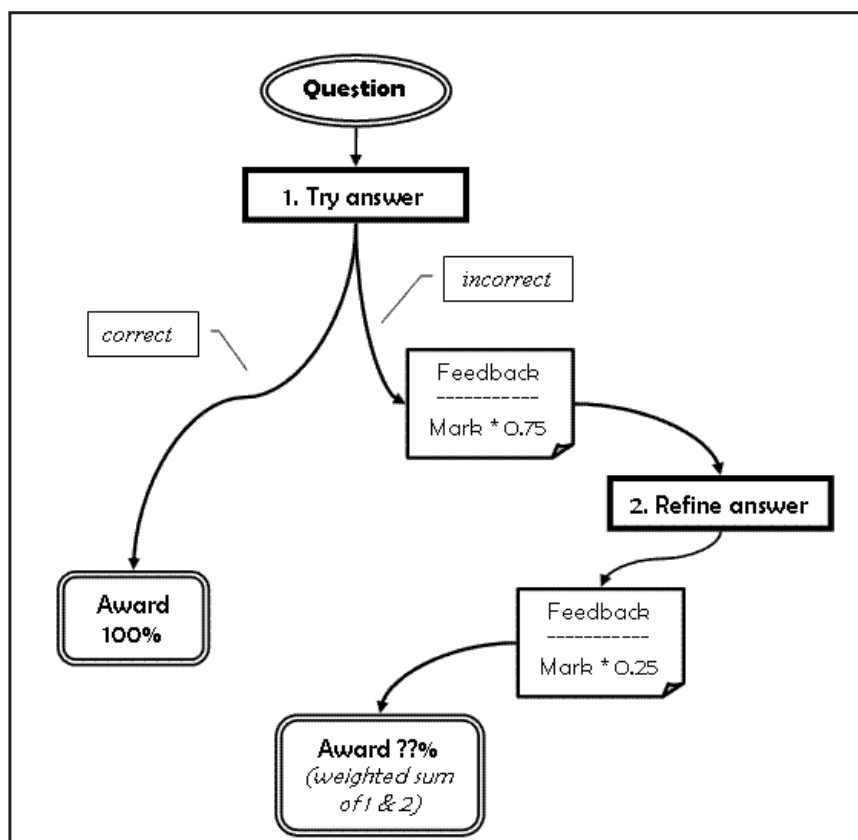 Question
1. Try answer
incorrect
correct
Feedback
-----------
Mark * 0.75
2. Refine answer
Award
100%
Feedback
-----------
Mark * 0.25
Award ??%
(weighted sum
of 1 & 2)